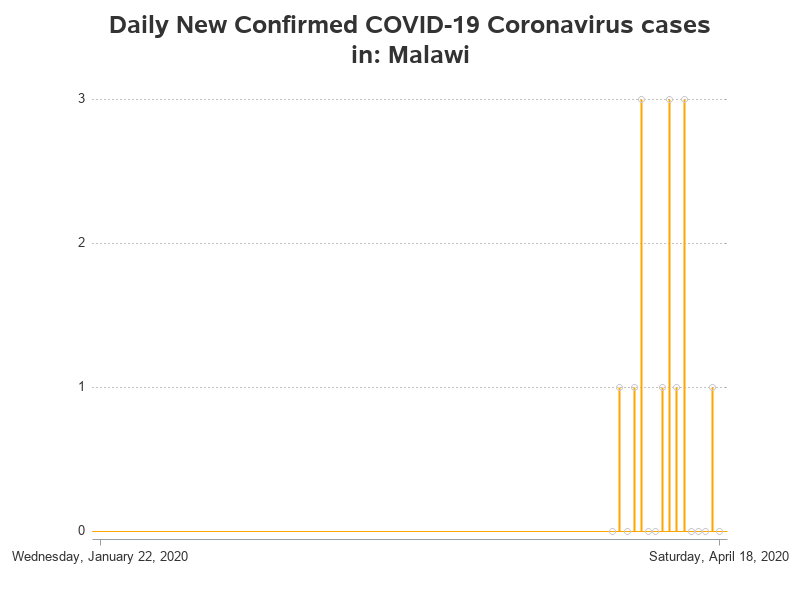 Daily New Confirmed COVID-19 Coronavirus cases
in: Malawi
3
2
1
0
Wednesday, January 22, 2020
Saturday, April 18, 2020